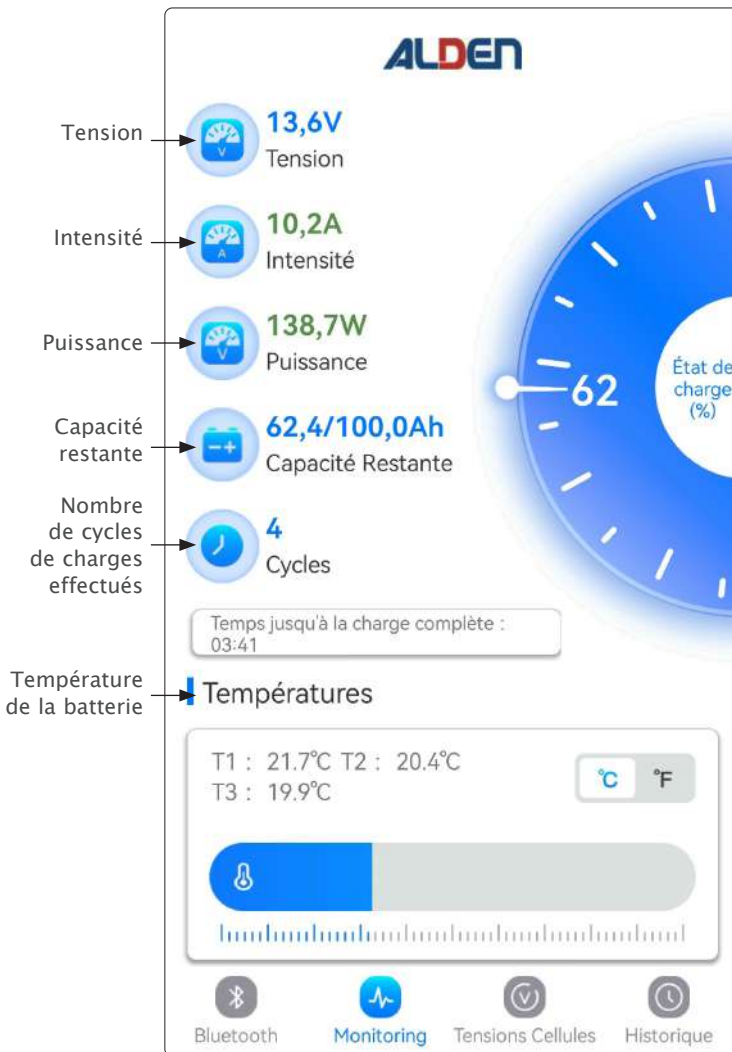 ALDEN
Tension
13,6V
Tension
Intensité
10,2A
Intensité
Puissance
138,7W
Puissance
Capacité
restante
62,4/100,0Ah
Capacité Restante
Nombre
de cycles
de charges
effectués
4
Cycles
62
État de
charge
(%)
Temps jusqu'à la charge complète :
03:41
Température
de la batterie
Températures
T1 : 21.7°C T2 : 20.4°C
T3 : 19.9°C
°C °F
Bluetooth Monitoring Tensions Cellules Historique